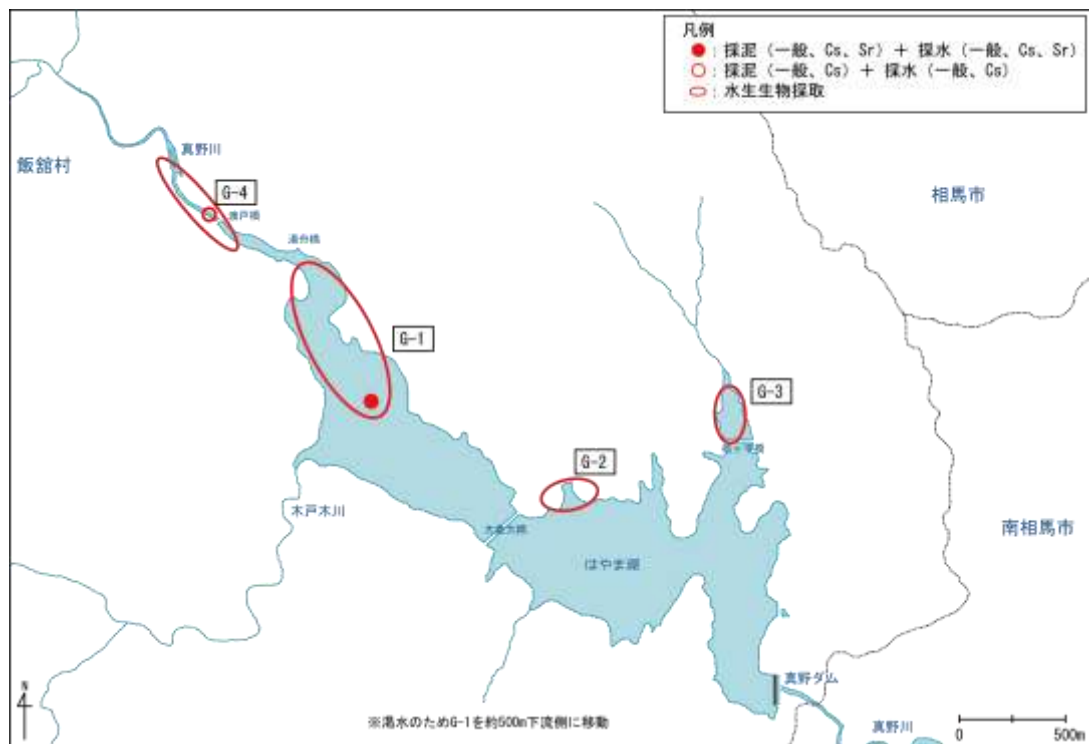 凡例
●：採泥（一般、Cs、Sr）＋ 採水（一般、Cs、Sr）
○：採泥（一般、Cs）＋ 採水（一般、Cs）
：水生生物採取
飯舘村
真野川
G-4
相馬市
G-1
G-3
G-2
木戸木川
南相馬市
はやま湖
真野ダム
N
※渇水のためG-1を約500m下流側に移動
真野川
0
500m